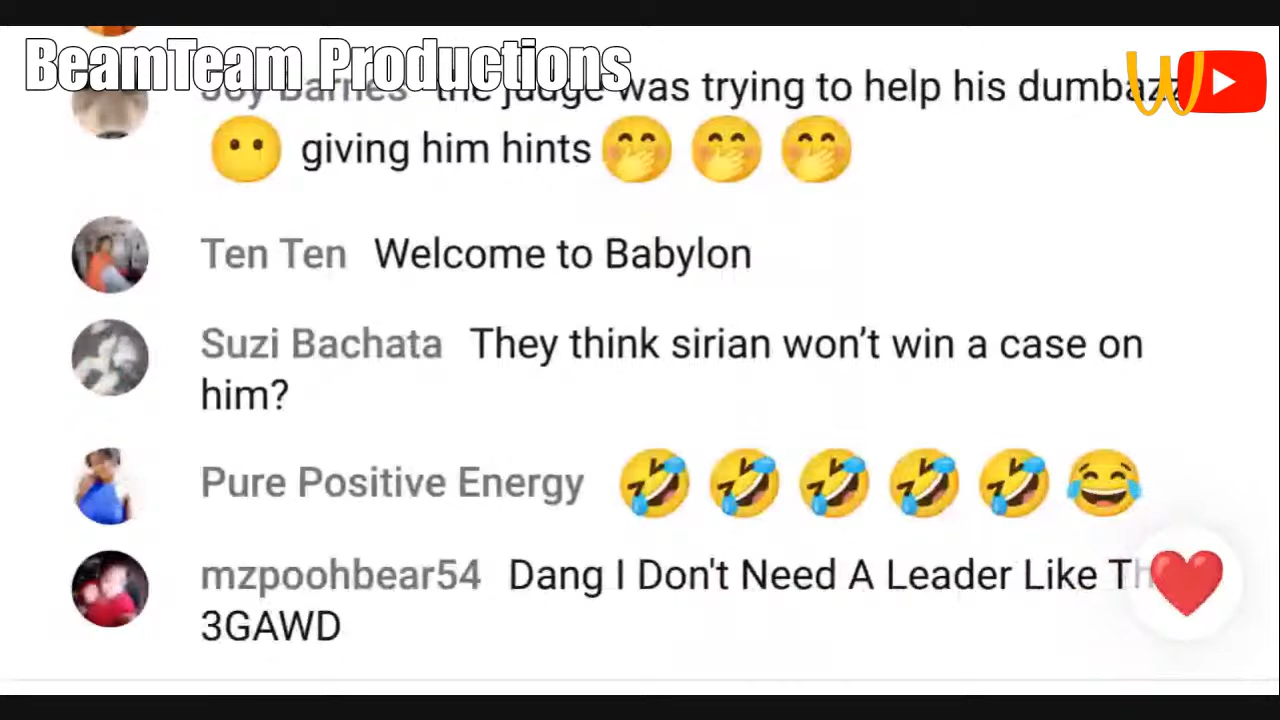 BeamTeam Productions
Joy Barnes the judge was trying to help his dumbazz
giving him hints
Ten Ten Welcome to Babylon
Suzi Bachata They think sirian won't win a case on
him?
Pure Positive Energy
mzpoohbear54 Dang I Don't Need A Leader Like
3GAWD